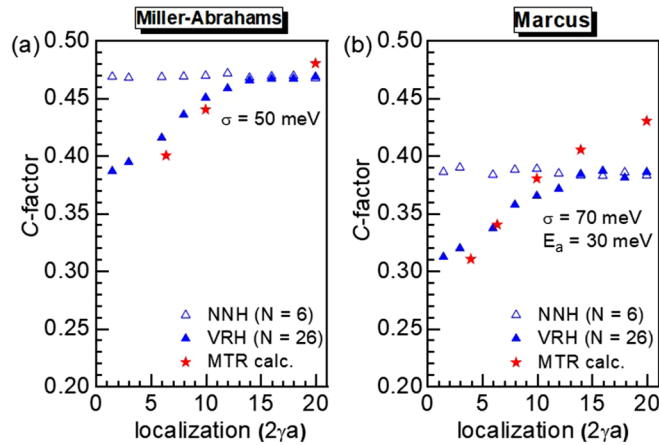 Miller-Abrahams
Marcus
(a)
(b)
0.50
0.45
0.40
0.35
0.30
0.25
0.20
C-factor
σ = 50 meV
NNH (N = 6)
VRH (N = 26)
MTR calc.
0 5 10 15 20
localization (2γa)
0.50
0.45
0.40
0.35
0.30
0.25
0.20
C-factor
σ = 70 meV
Eₐ = 30 meV
NNH (N = 6)
VRH (N = 26)
MTR calc.
0 5 10 15 20
localization (2γa)